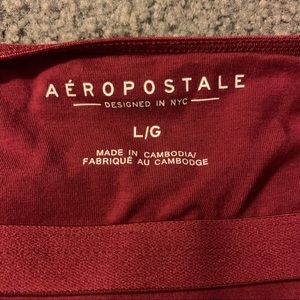 AÉROPOSTALE
DESIGNED IN NYC
L/G
MADE IN CAMBODIA/
FABRIQUÉ AU CAMBODGE